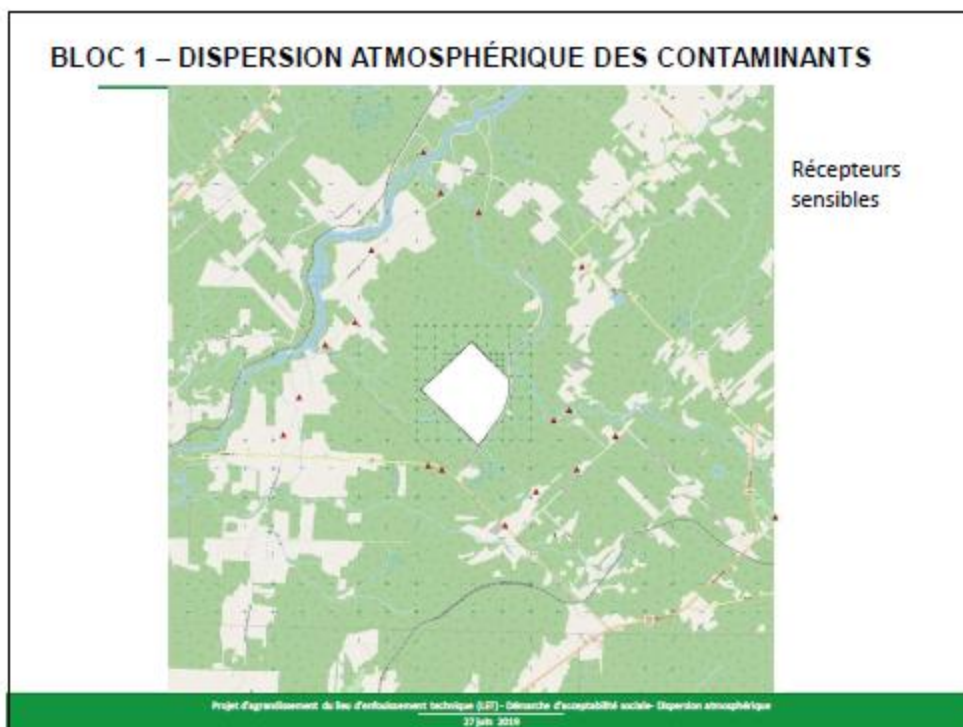 BLOC 1 – DISPERSION ATMOSPHÉRIQUE DES CONTAMINANTS
Récepteurs
sensibles
Projet d'agrandissement du lieu d'enfouissement technique (LET) - Démarche d'acceptabilité sociale- Dispersion atmosphérique
27 juin 2019